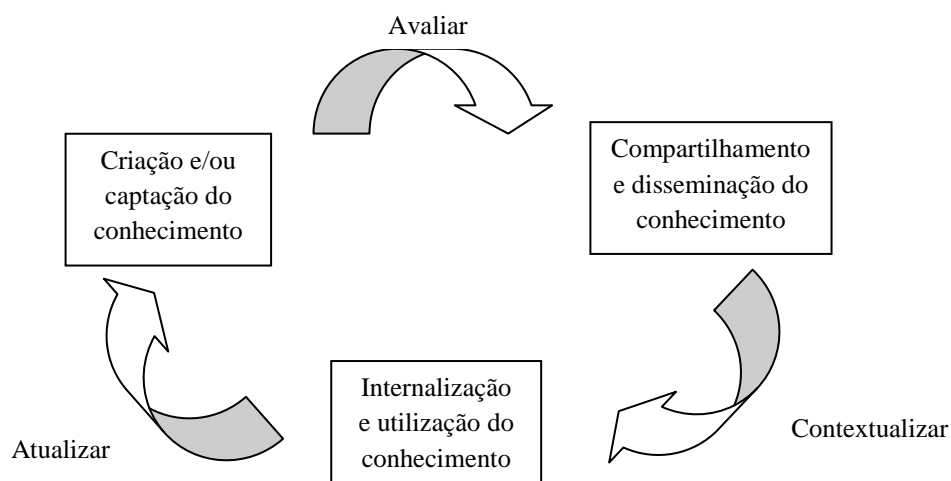 Avaliar
Criação e/ou
captação do
conhecimento
Compartilhamento
e disseminação do
conhecimento
Internalização
e utilização do
conhecimento
Atualizar
Contextualizar